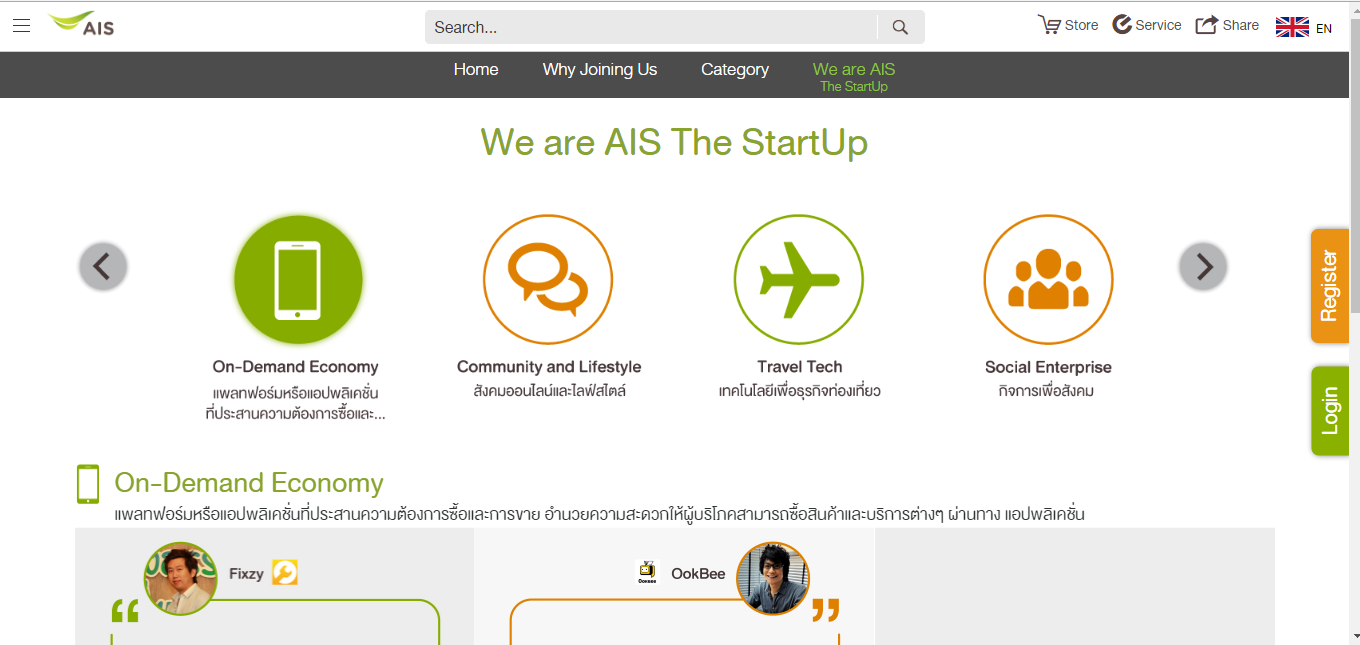 AIS
Search...
Store
Service
Share
EN
Home
Why Joining Us
Category
We are AIS
The StartUp
We are AIS The StartUp
On-Demand Economy
แพลทฟอร์มหรือแอปพลิเคชั่น
ที่ประสานความต้องการซื้อและ...
Community and Lifestyle
สังคมออนไลน์และไลฟ์สไตล์
Travel Tech
เทคโนโลยีเพื่อธุรกิจท่องเที่ยว
Social Enterprise
กิจการเพื่อสังคม
Register
Login
On-Demand Economy
แพลทฟอร์มหรือแอปพลิเคชั่นที่ประสานความต้องการซื้อและการขาย อำนวยความสะดวกให้ผู้บริโภคสามารถซื้อสินค้าและบริการต่างๆ ผ่านทาง แอปพลิเคชั่น
Fixzy
OOKBEE
OokBee